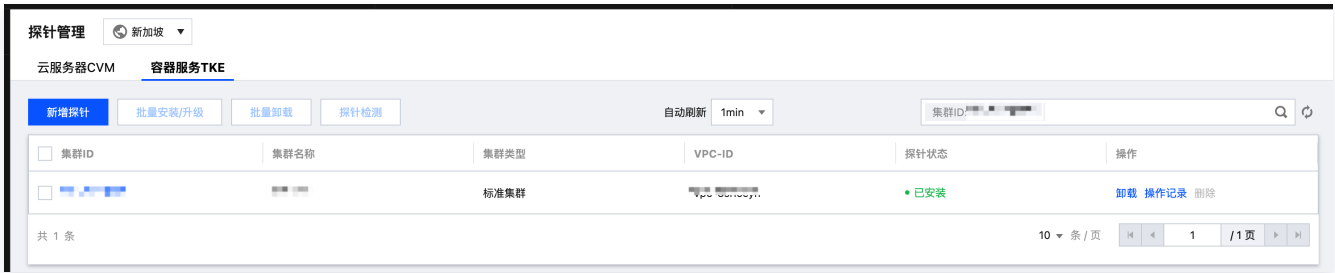 探针管理 新加坡
云服务器CVM 容器服务TKE
新增探针 批量安装/升级 批量卸载 探针检测 自动刷新 1min 集群ID:
集群ID 集群名称 集群类型 VPC-ID 探针状态 操作
标准集群 已安装 卸载 操作记录 删除
共 1 条 10 条 / 页 1 / 1 页